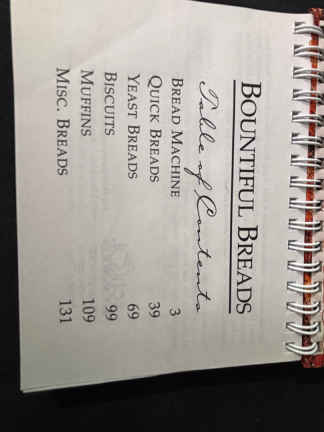 BOUNTIFUL BREADS
Table of Contents
BREAD MACHINE 3
QUICK BREADS 39
YEAST BREADS 69
BISCUITS 99
MUFFINS 109
MISC. BREADS 131